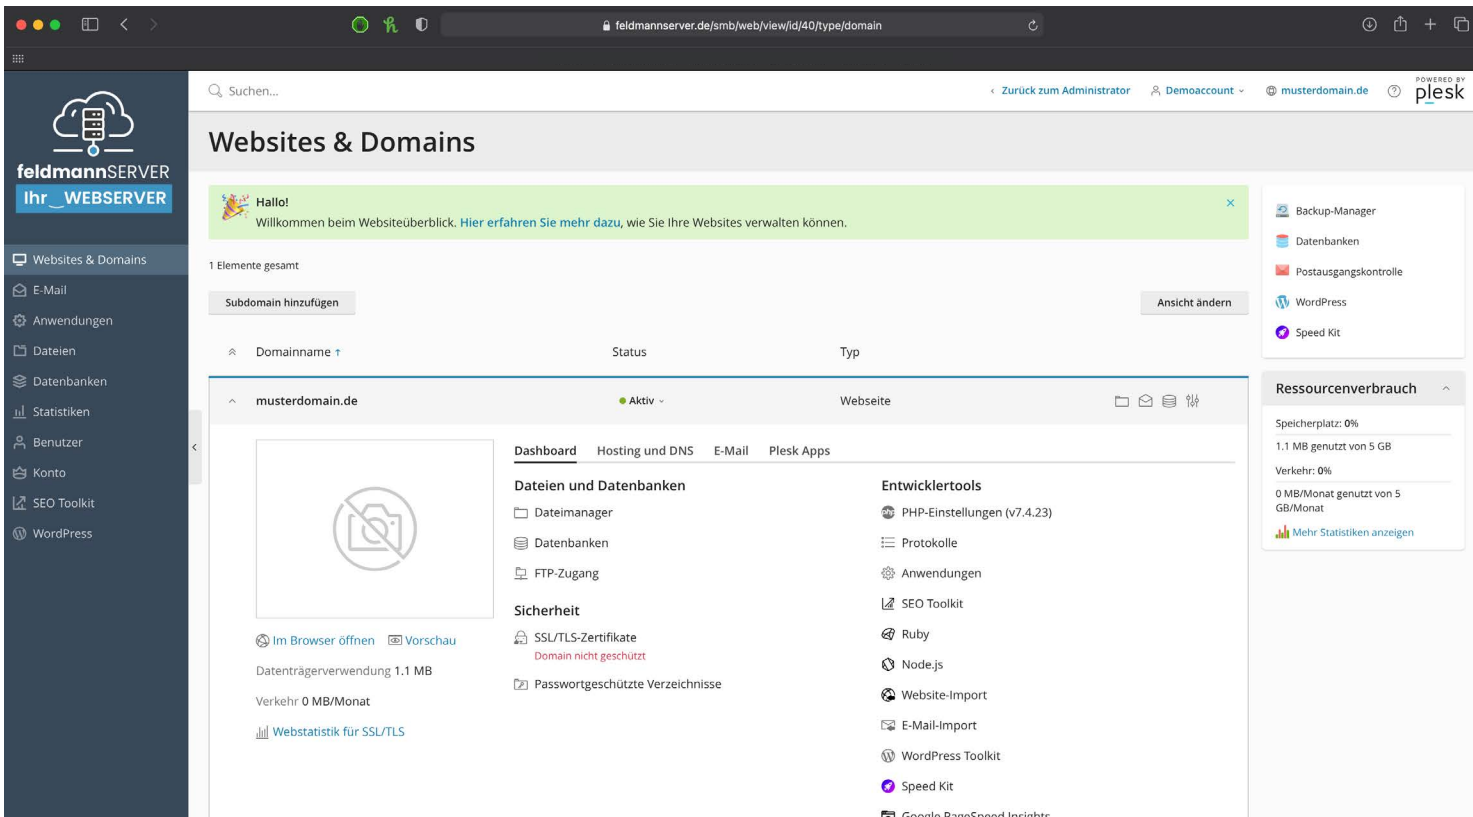 feldmannserver.de/smb/web/view/id/40/type/domain
feldmannSERVER
Ihr_WEBSERVER
Websites & Domains
E-Mail
Anwendungen
Dateien
Datenbanken
Statistiken
Benutzer
Konto
SEO Toolkit
WordPress
Suchen...
Zurück zum Administrator
Demoaccount
musterdomain.de
POWERED BY
plesk
Websites & Domains
Hallo!
Willkommen beim Websiteüberblick. Hier erfahren Sie mehr dazu, wie Sie Ihre Websites verwalten können.
1 Elemente gesamt
Subdomain hinzufügen
Ansicht ändern
Domainname Status Typ
musterdomain.de Aktiv Webseite
Im Browser öffnen Vorschau
Datenträgerverwendung 1.1 MB
Verkehr 0 MB/Monat
Webstatistik für SSL/TLS
Dashboard Hosting und DNS E-Mail Plesk Apps
Dateien und Datenbanken
Dateimanager
Datenbanken
FTP-Zugang
Sicherheit
SSL/TLS-Zertifikate
Domain nicht geschützt
Passwortgeschützte Verzeichnisse
Entwicklertools
php
PHP-Einstellungen (v7.4.23)
Protokolle
Anwendungen
SEO Toolkit
Ruby
Node.js
Website-Import
E-Mail-Import
WordPress Toolkit
Speed Kit
Google PageSpeed Insights
Backup-Manager
Datenbanken
Postausgangskontrolle
WordPress
Speed Kit
Ressourcenverbrauch
Speicherplatz: 0%
1.1 MB genutzt von 5 GB
Verkehr: 0%
0 MB/Monat genutzt von 5
GB/Monat
Mehr Statistiken anzeigen